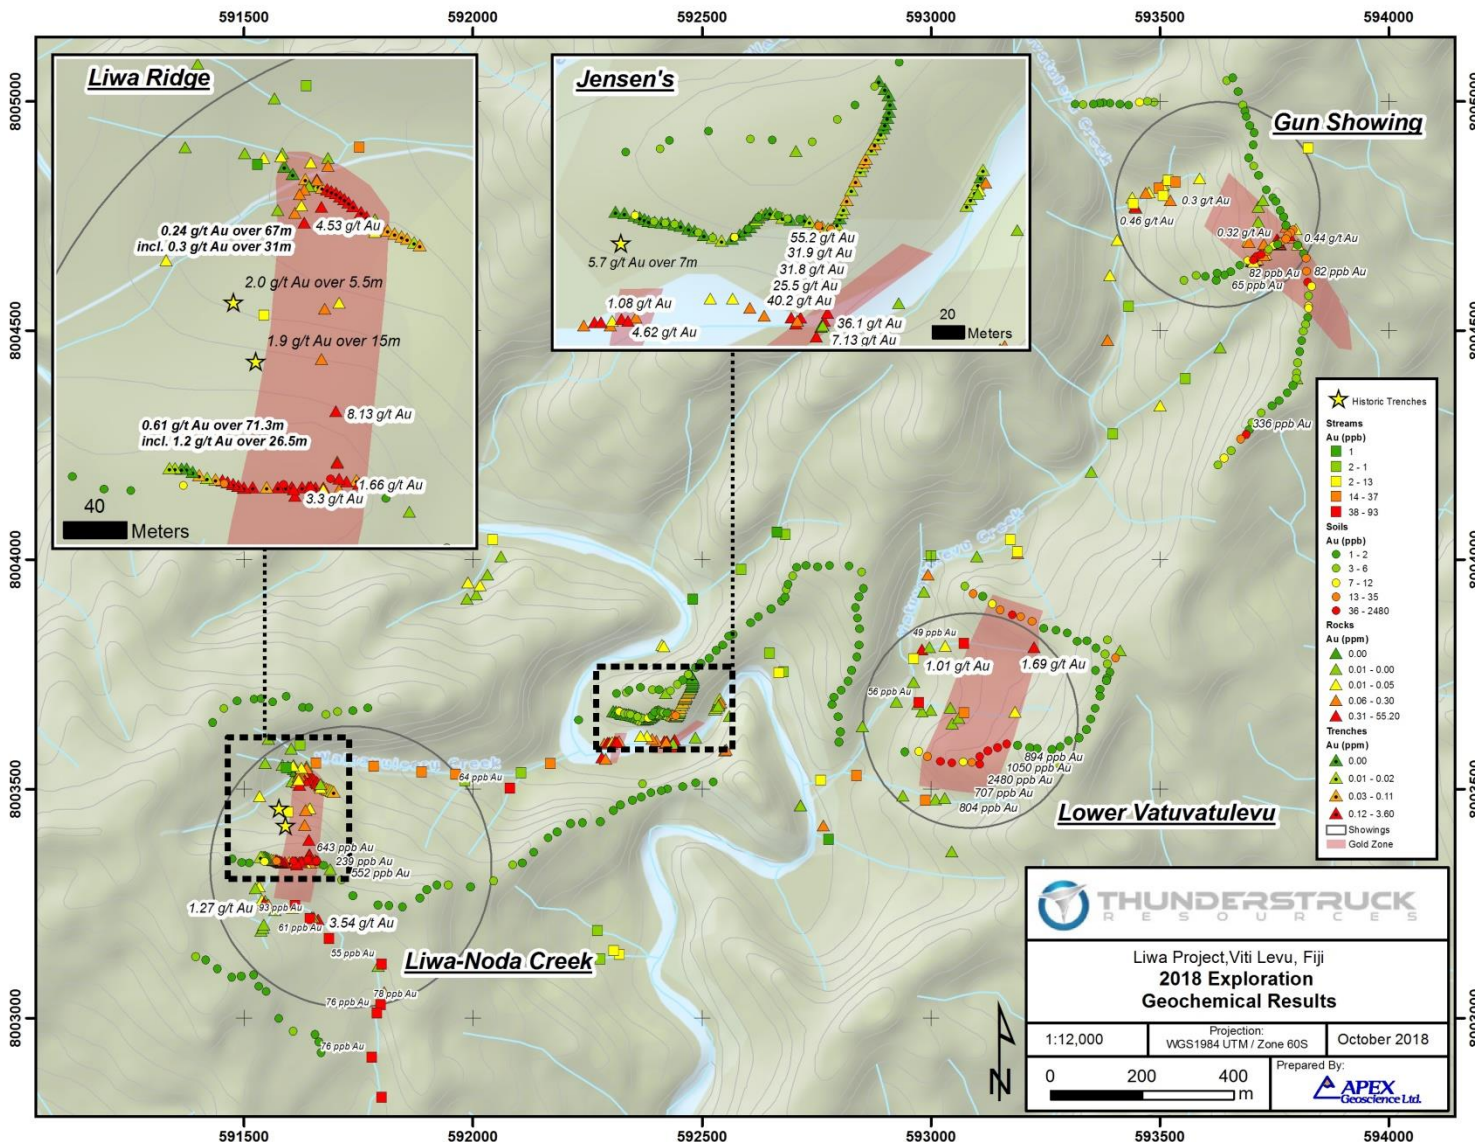 591500 592000 592500 593000 593500 594000
8005000
8004500
8004000
8003500
8003000
8005000
8004500
8004000
8003500
8003000
Liwa Ridge
4.53 g/t Au
0.24 g/t Au over 67m
incl. 0.3 g/t Au over 31m
2.0 g/t Au over 5.5m
1.9 g/t Au over 15m
8.13 g/t Au
0.61 g/t Au over 71.3m
incl. 1.2 g/t Au over 26.5m
1.66 g/t Au
3.3 g/t Au
40
Meters
Jensen's
5.7 g/t Au over 7m
55.2 g/t Au
31.9 g/t Au
31.8 g/t Au
25.5 g/t Au
40.2 g/t Au
1.08 g/t Au
4.62 g/t Au
36.1 g/t Au
7.13 g/t Au
20
Meters
Gun Showing
0.3 g/t Au
0.46 g/t Au
0.32 g/t Au
0.44 g/t Au
82 ppb Au
82 ppb Au
65 ppb Au
336 ppb Au
Creek
Creek
49 ppb Au
1.01 g/t Au
1.69 g/t Au
56 ppb Au
894 ppb Au
1050 ppb Au
2480 ppb Au
707 ppb Au
804 ppb Au
Lower Vatuvatulevu
Creek
64 ppb Au
643 ppb Au
239 ppb Au
552 ppb Au
1.27 g/t Au
93 ppb Au
3.54 g/t Au
61 ppb Au
55 ppb Au
Liwa-Noda Creek
78 ppb Au
76 ppb Au
76 ppb Au
Historic Trenches
Streams
Au (ppb)
1
2 - 1
2 - 13
14 - 37
38 - 93
Soils
Au (ppb)
1 - 2
3 - 6
7 - 12
13 - 35
36 - 2480
Rocks
Au (ppm)
0.00
0.01 - 0.00
0.01 - 0.05
0.06 - 0.30
0.31 - 55.20
Trenches
Au (ppm)
0.00
0.01 - 0.02
0.03 - 0.11
0.12 - 3.60
Showings
Gold Zone
THUNDERSTRUCK
RESOURCES
Liwa Project,Viti Levu, Fiji
2018 Exploration
Geochemical Results
1:12,000
Projection:
WGS1984 UTM / Zone 60S
October 2018
0 200 400
m
Prepared By:
APEX
Geoscience Ltd.
N
591500 592000 592500 593000 593500 594000